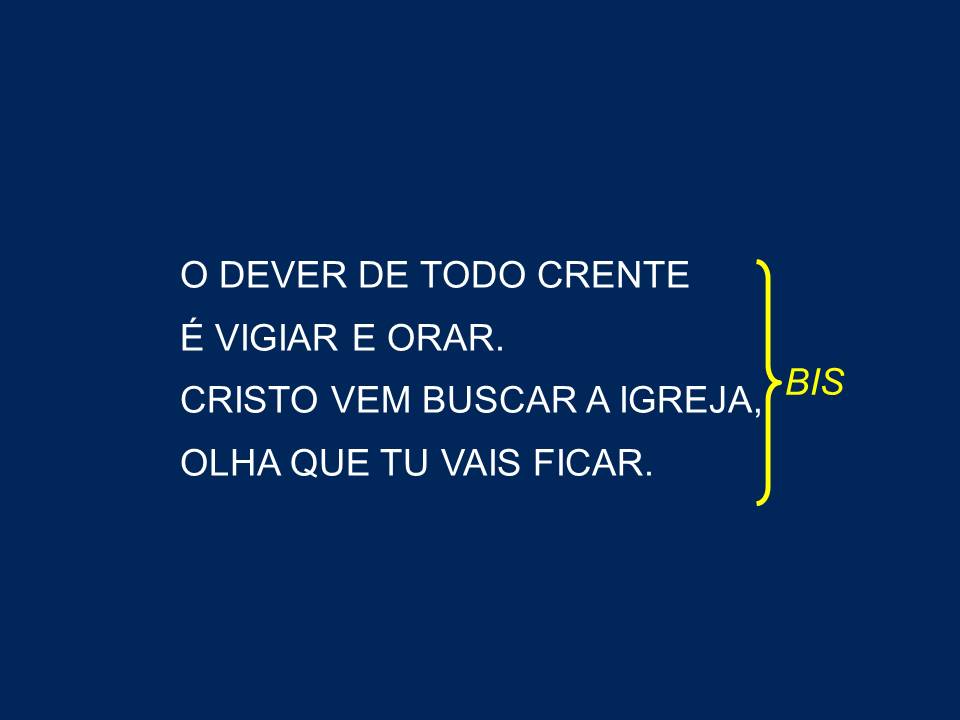 O DEVER DE TODO CRENTE
É VIGIAR E ORAR.
CRISTO VEM BUSCAR A IGREJA,
OLHA QUE TU VAIS FICAR.
BIS